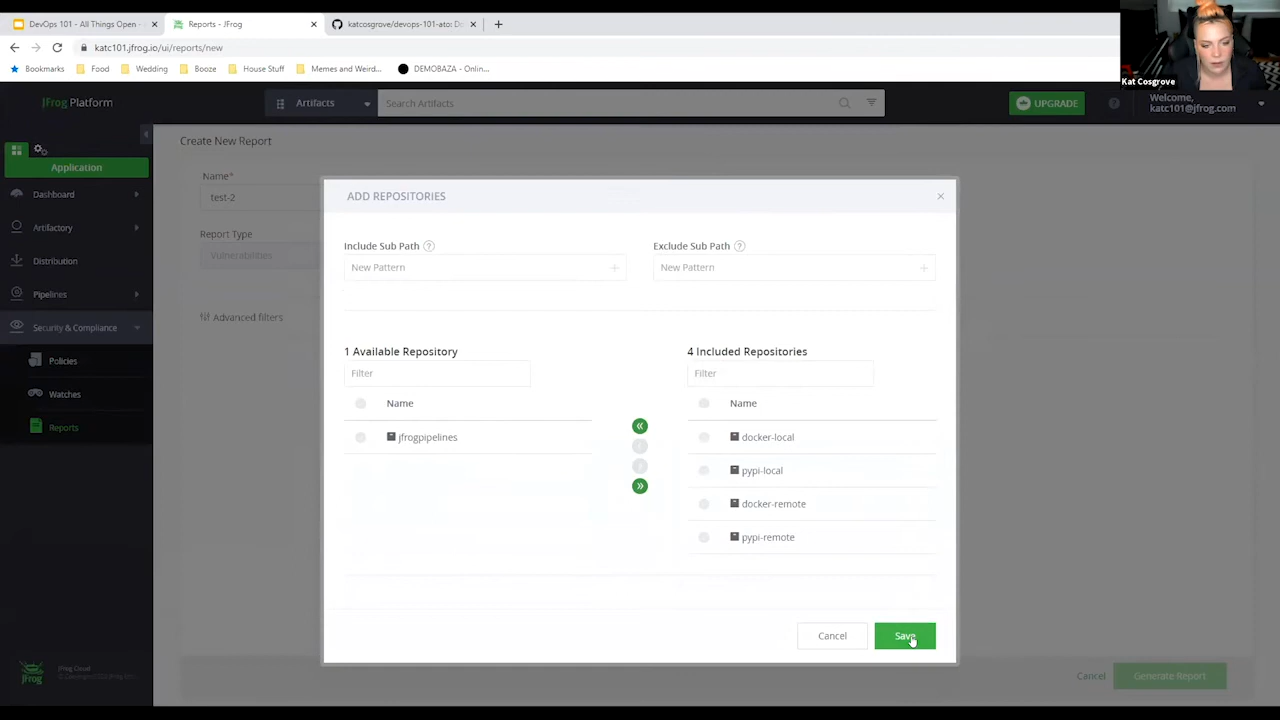 DevOps 101 - All Things Open -
Reports - JFrog
katcosgrove/devops-101-ato: De
katc101.jfrog.io/ui/reports/new
Bookmarks
Food
Wedding
Booze
House Stuff
Memes and Weird...
DEMOBAZA - Onlin...
Kat Cosgrove
JFrog Platform
Artifacts
Search Artifacts
UPGRADE
Welcome,
katc101@jfrog.com
Application
Dashboard
Artifactory
Distribution
Pipelines
Security & Compliance
Policies
Watches
Reports
JFrog
JFrog Cloud
Create New Report
Name*
test-2
Report Type
Vulnerabilities
Advanced filters
ADD REPOSITORIES
Include Sub Path
New Pattern
Exclude Sub Path
New Pattern
1 Available Repository
Filter
Name
jfrogpipelines
4 Included Repositories
Filter
Name
docker-local
pypi-local
docker-remote
pypi-remote
Cancel
Save
Cancel
Generate Report